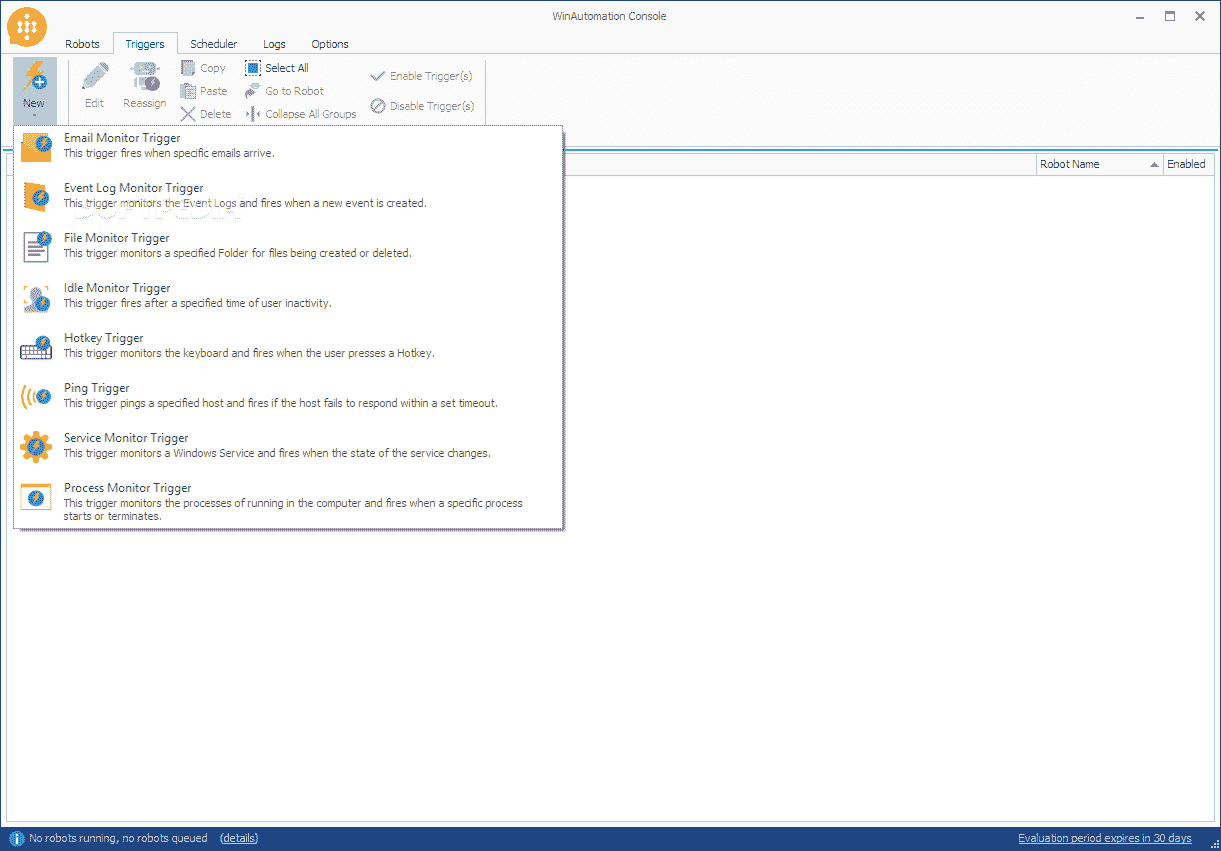 WinAutomation Console
Robots
Triggers
Scheduler
Logs
Options
New
Edit
Reassign
Copy
Paste
Delete
Select All
Go to Robot
Collapse All Groups
Enable Trigger(s)
Disable Trigger(s)
Robot Name
Enabled
Email Monitor Trigger
This trigger fires when specific emails arrive.
Event Log Monitor Trigger
This trigger monitors the Event Logs and fires when a new event is created.
SOFTPEDIA
File Monitor Trigger
This trigger monitors a specified Folder for files being created or deleted.
Idle Monitor Trigger
This trigger fires after a specified time of user inactivity.
Hotkey Trigger
This trigger monitors the keyboard and fires when the user presses a Hotkey.
Ping Trigger
This trigger pings a specified host and fires if the host fails to respond within a set timeout.
Service Monitor Trigger
This trigger monitors a Windows Service and fires when the state of the service changes.
Process Monitor Trigger
This trigger monitors the processes of running in the computer and fires when a specific process
starts or terminates.
No robots running, no robots queued (details)
Evaluation period expires in 30 days